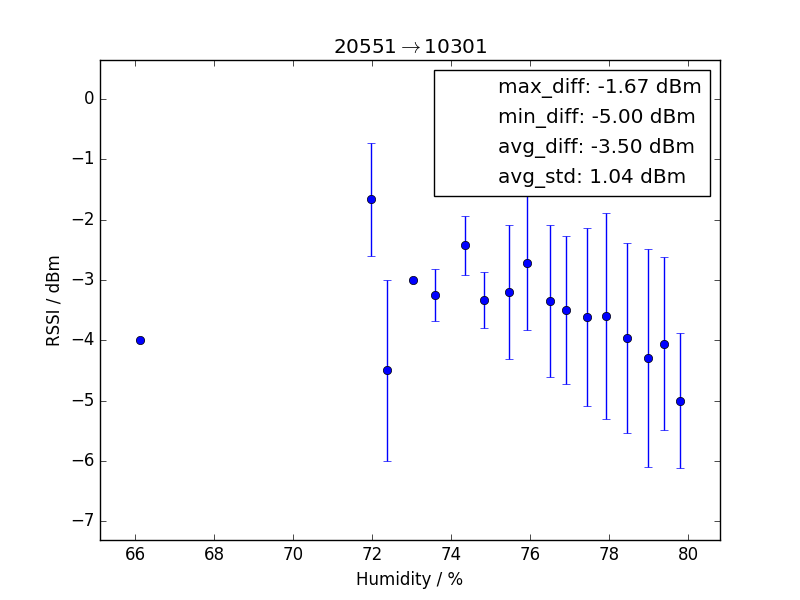 20551→10301
max_diff: -1.67 dBm
min_diff: -5.00 dBm
avg_diff: -3.50 dBm
avg_std: 1.04 dBm
0
−1
−2
−3
−4
−5
−6
−7
RSSI / dBm
66 68 70 72 74 76 78 80
Humidity / %